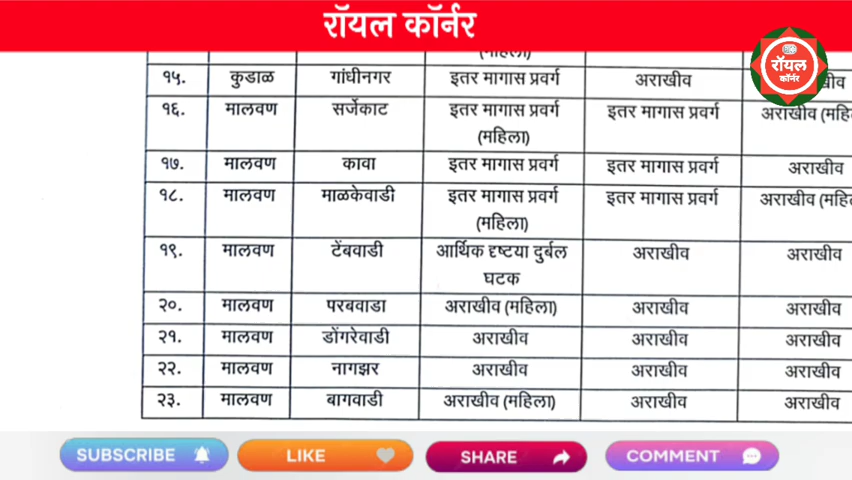 रॉयल कॉर्नर
रॉयल
कॉर्नर
(महिला)
१५. कुडाळ गांधीनगर इतर मागास प्रवर्ग अराखीव
१६. मालवण सर्जेकाट इतर मागास प्रवर्ग (महिला) इतर मागास प्रवर्ग अराखीव (महि
१७. मालवण कावा इतर मागास प्रवर्ग इतर मागास प्रवर्ग अराखीव
१८. मालवण माळकेवाडी इतर मागास प्रवर्ग (महिला) इतर मागास प्रवर्ग अराखीव (महि
१९. मालवण टेंबवाडी आर्थिक दृष्टया दुर्बल घटक अराखीव अराखीव
२०. मालवण परबवाडा अराखीव (महिला) अराखीव अराखीव
२१. मालवण डोंगरेवाडी अराखीव अराखीव अराखीव
२२. मालवण नागझर अराखीव अराखीव अराखीव
२३. मालवण बागवाडी अराखीव (महिला) अराखीव अराखीव
SUBSCRIBE LIKE SHARE COMMENT